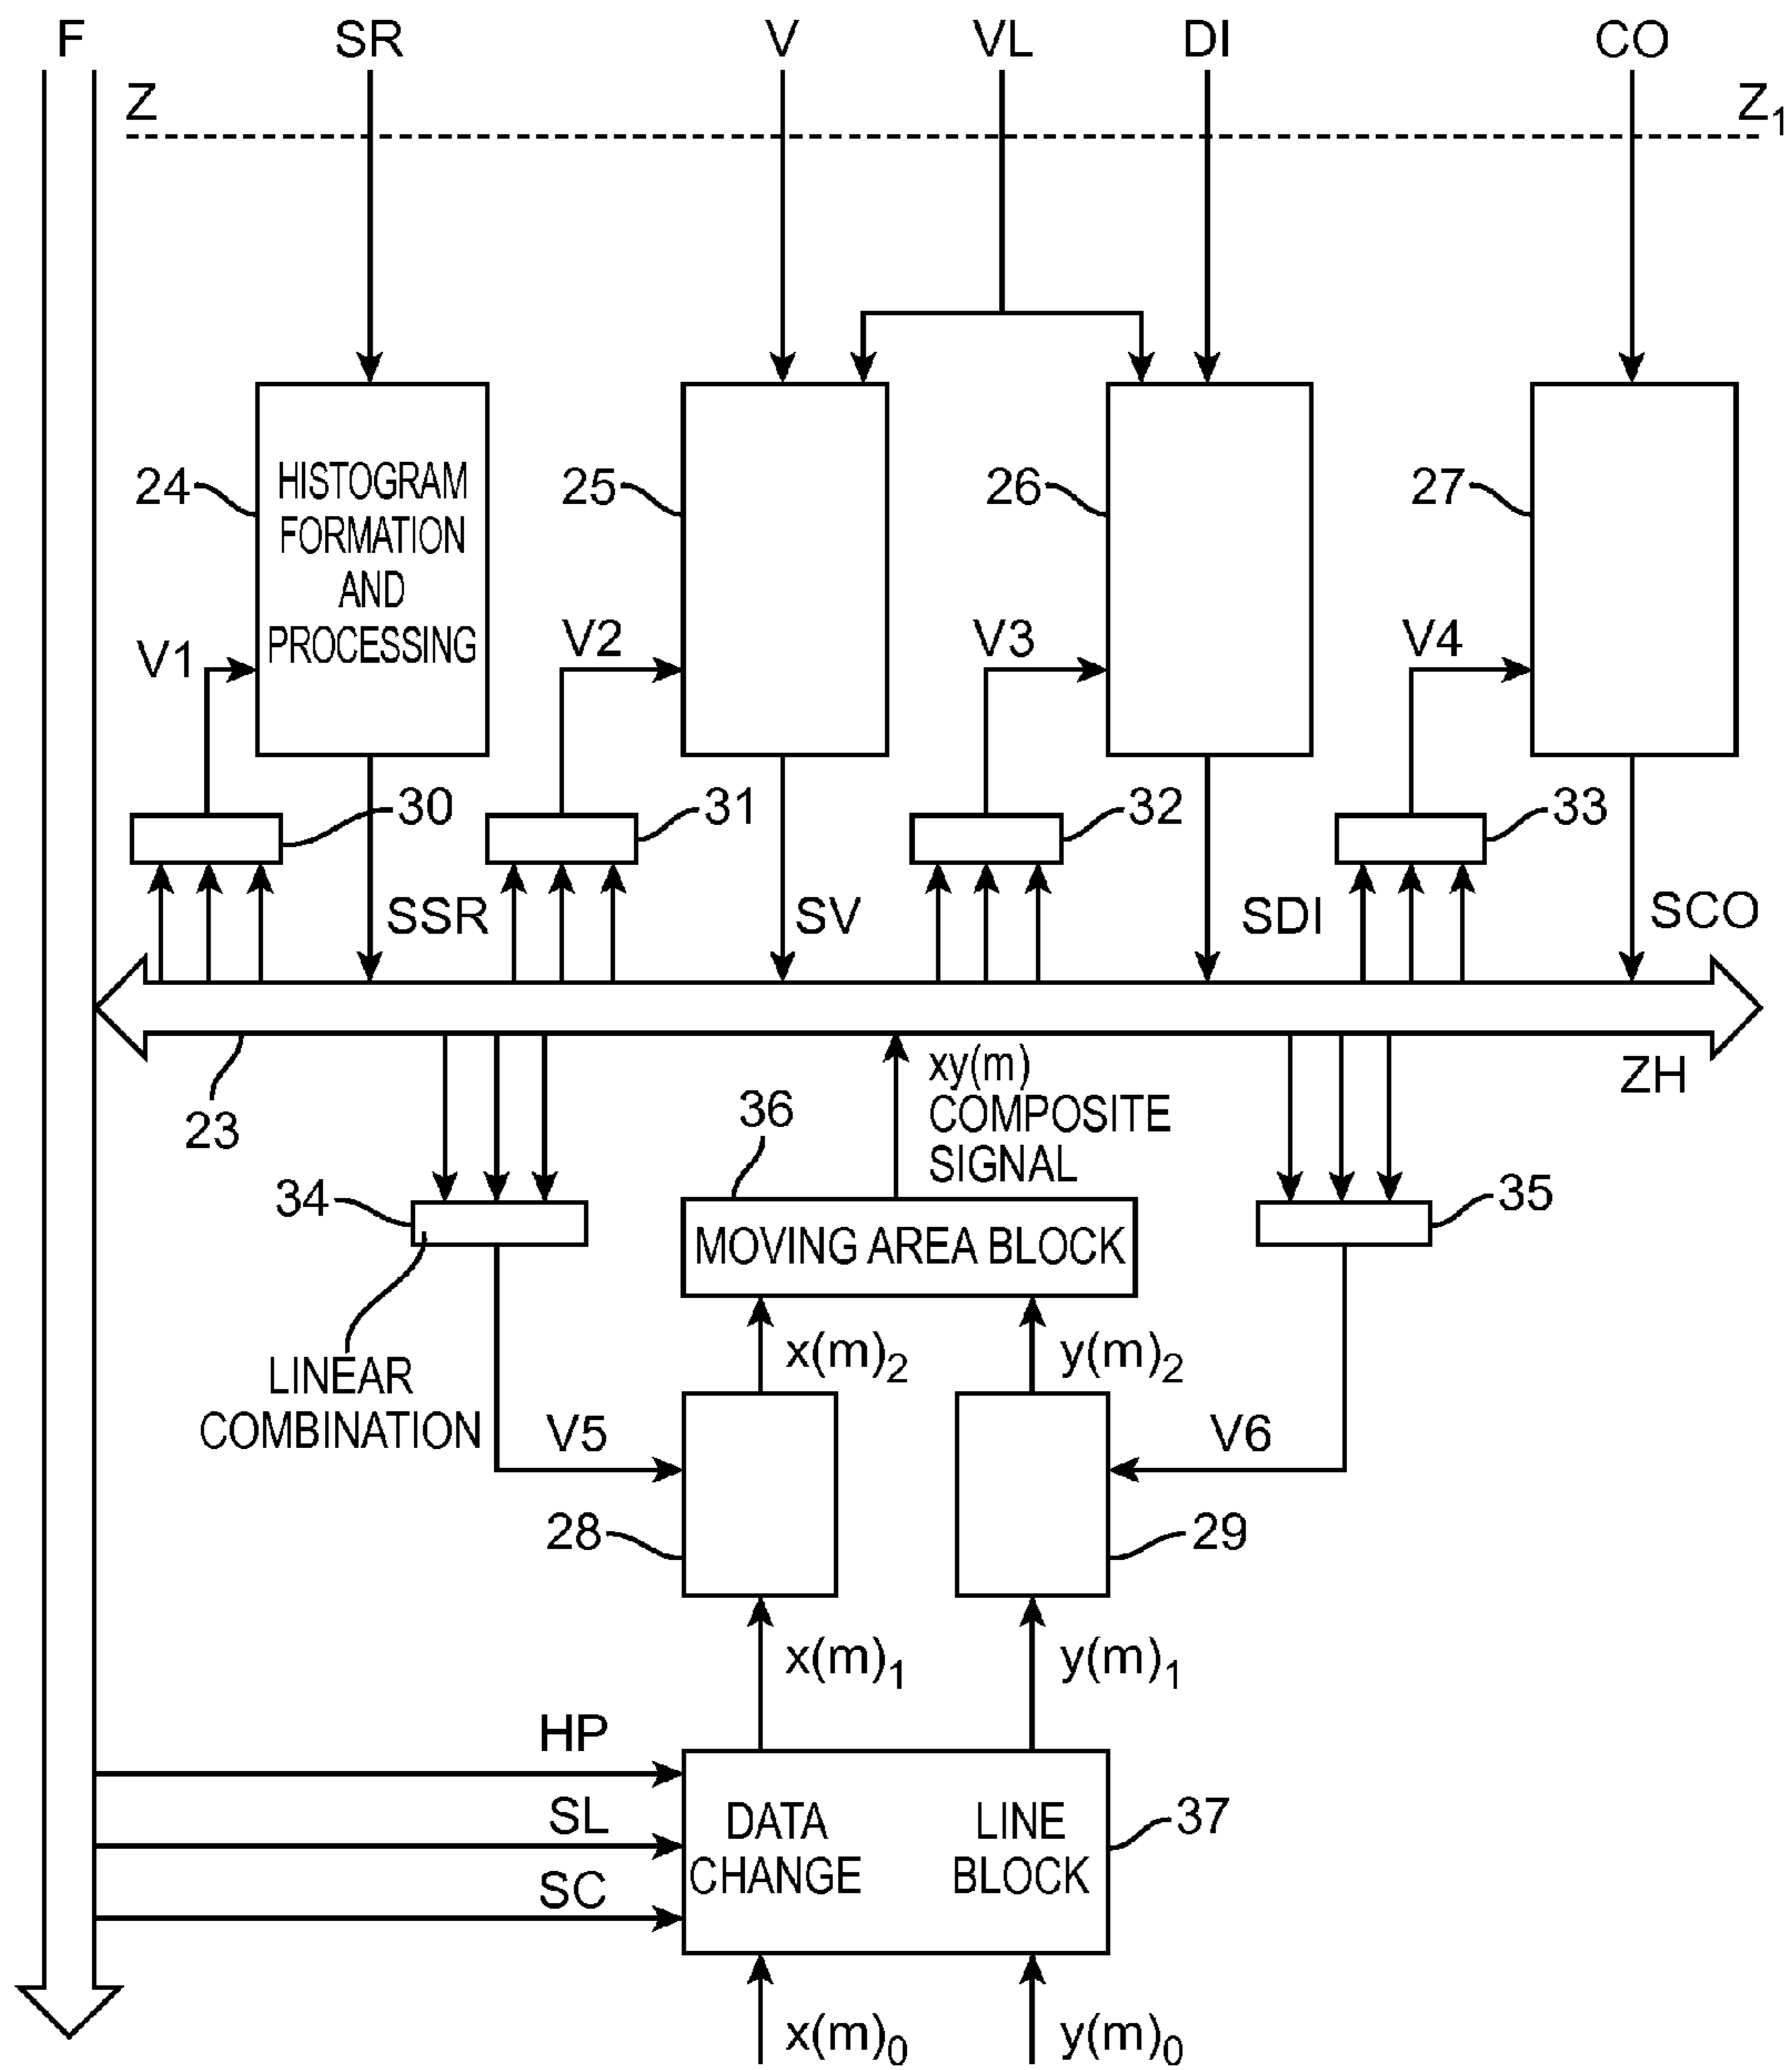 F SR V VL DI CO
Z Z1
24 HISTOGRAM FORMATION AND PROCESSING 25 26 27
V1 V2 V3 V4
30 31 32 33
SSR SV SDI SCO
23 ZH
xy(m)
COMPOSITE
SIGNAL
36
34 35
MOVING AREA BLOCK
x(m)2 y(m)2
LINEAR
COMBINATION
V5 V6
28 29
x(m)1 y(m)1
HP
SL
SC
DATA CHANGE LINE BLOCK 37
x(m)0 y(m)0